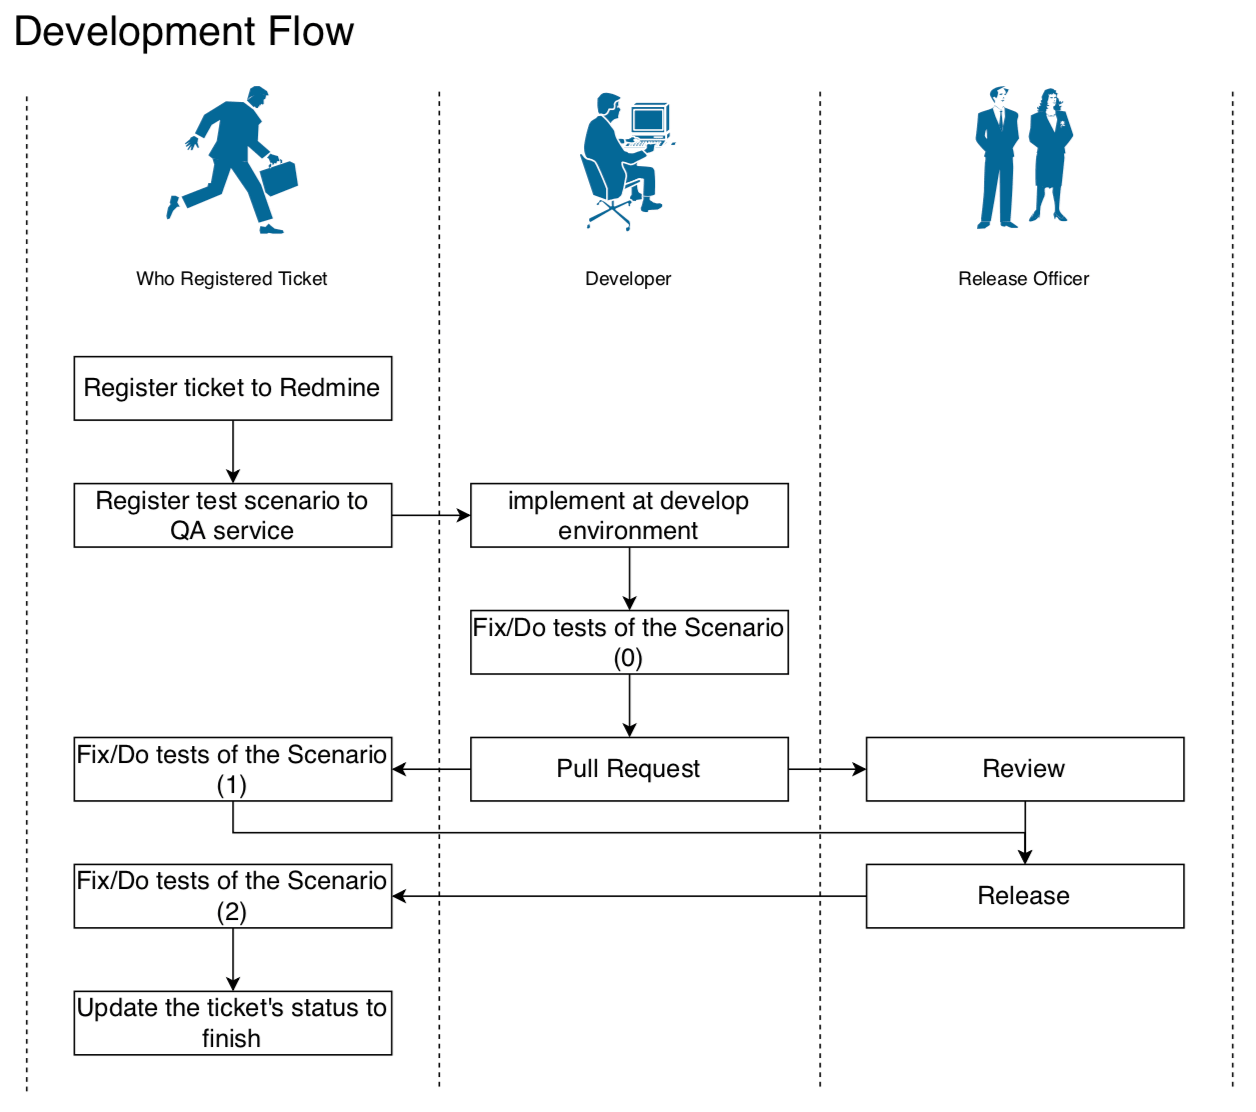 Development Flow
Who Registered Ticket
Developer
Release Officer
Register ticket to Redmine
Register test scenario to
QA service
implement at develop
environment
Fix/Do tests of the Scenario
(0)
Fix/Do tests of the Scenario
(1)
Pull Request
Review
Fix/Do tests of the Scenario
(2)
Release
Update the ticket's status to
finish